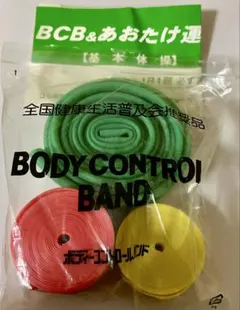 BCB&あおたけ運
【基本体操】
全国健康生活普及会推奨品
BODY CONTROL
BAND
ボディーコントロールバンド